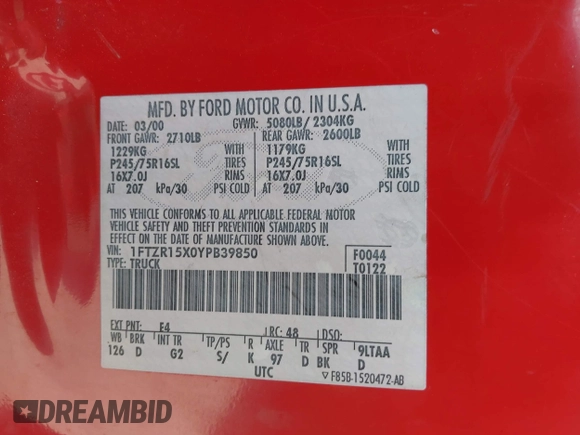 MFD. BY FORD MOTOR CO. IN U.S.A.
DATE: 03/00 GVWR: 5080LB/ 2304KG
FRONT GAWR: 2710LB REAR GAWR: 2600LB
1229KG WITH 1179KG WITH
P245/75R16SL TIRES P245/75R16SL TIRES
16X7.0J RIMS 16X7.0J RIMS
AT 207 kPa/30 PSI COLD AT 207 kPa/30 PSI COLD
THIS VEHICLE CONFORMS TO ALL APPLICABLE FEDERAL MOTOR
VEHICLE SAFETY AND THEFT PREVENTION STANDARDS IN
EFFECT ON THE DATE OF MANUFACTURE SHOWN ABOVE.
VIN: 1FTZR15X0YPB39850 F0044
TYPE: TRUCK T0122
EXT PNT: E4 RC: 48 DSO:
WB BRK INT TR TP/PS R AXLE TR SPR 9LTAA
126 D G2 S/ K 97 D BK D
UTC ▽F85B-1520472-AB
DREAMBID